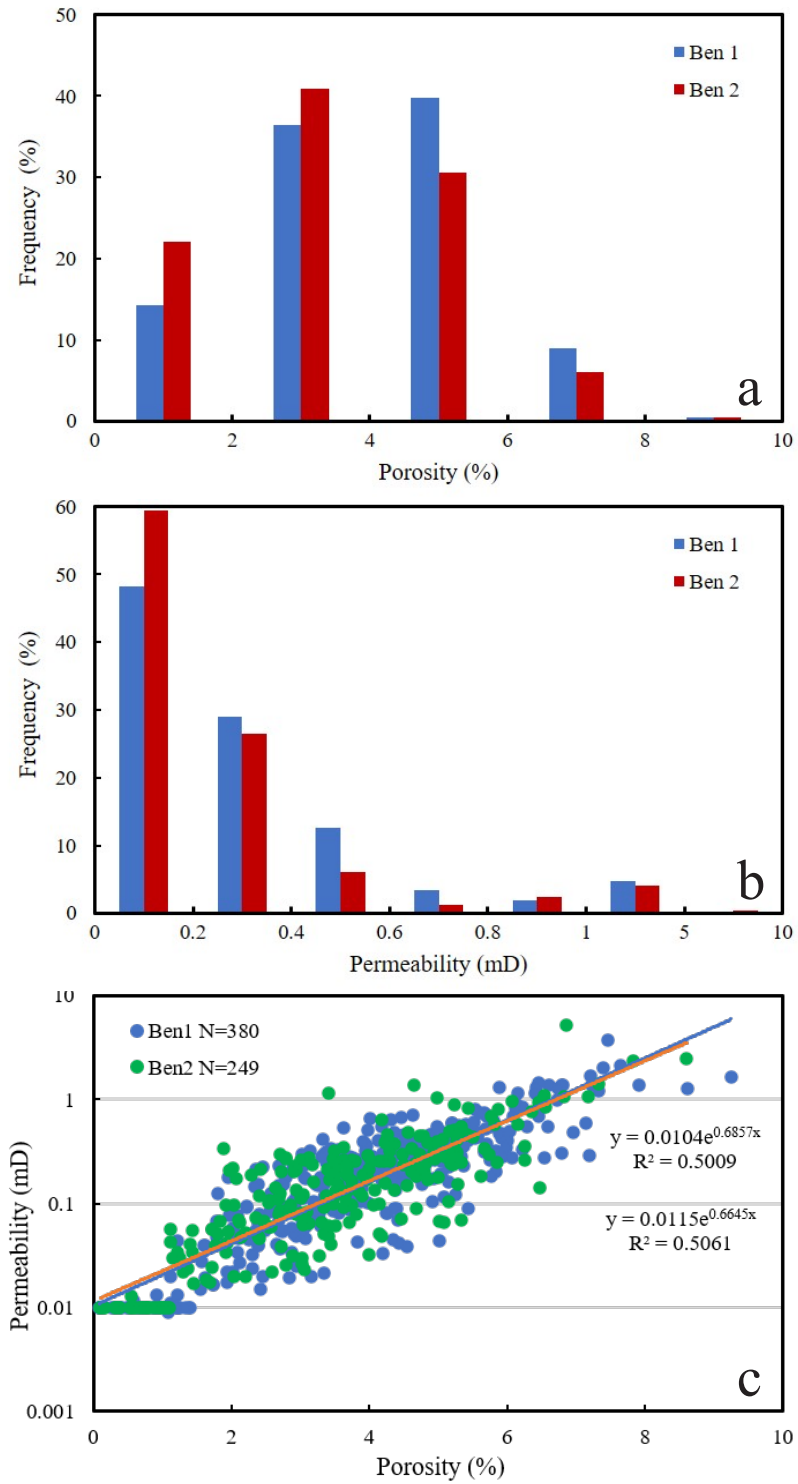 50
Ben 1
40
Ben 2
30
Frequency (%)
20
10
a
0
0 2 4 6 8 10
Porosity (%)
60
Ben 1
50
Ben 2
40
Frequency (%)
30
20
10
b
0
0 0.2 0.4 0.6 0.8 1 5 10
Permeability (mD)
10
Ben1 N=380
Ben2 N=249
1
y = 0.0104e^0.6857x
R² = 0.5009
Permeability (mD)
0.1
y = 0.0115e^0.6645x
R² = 0.5061
0.01
c
0.001
0 2 4 6 8 10
Porosity (%)